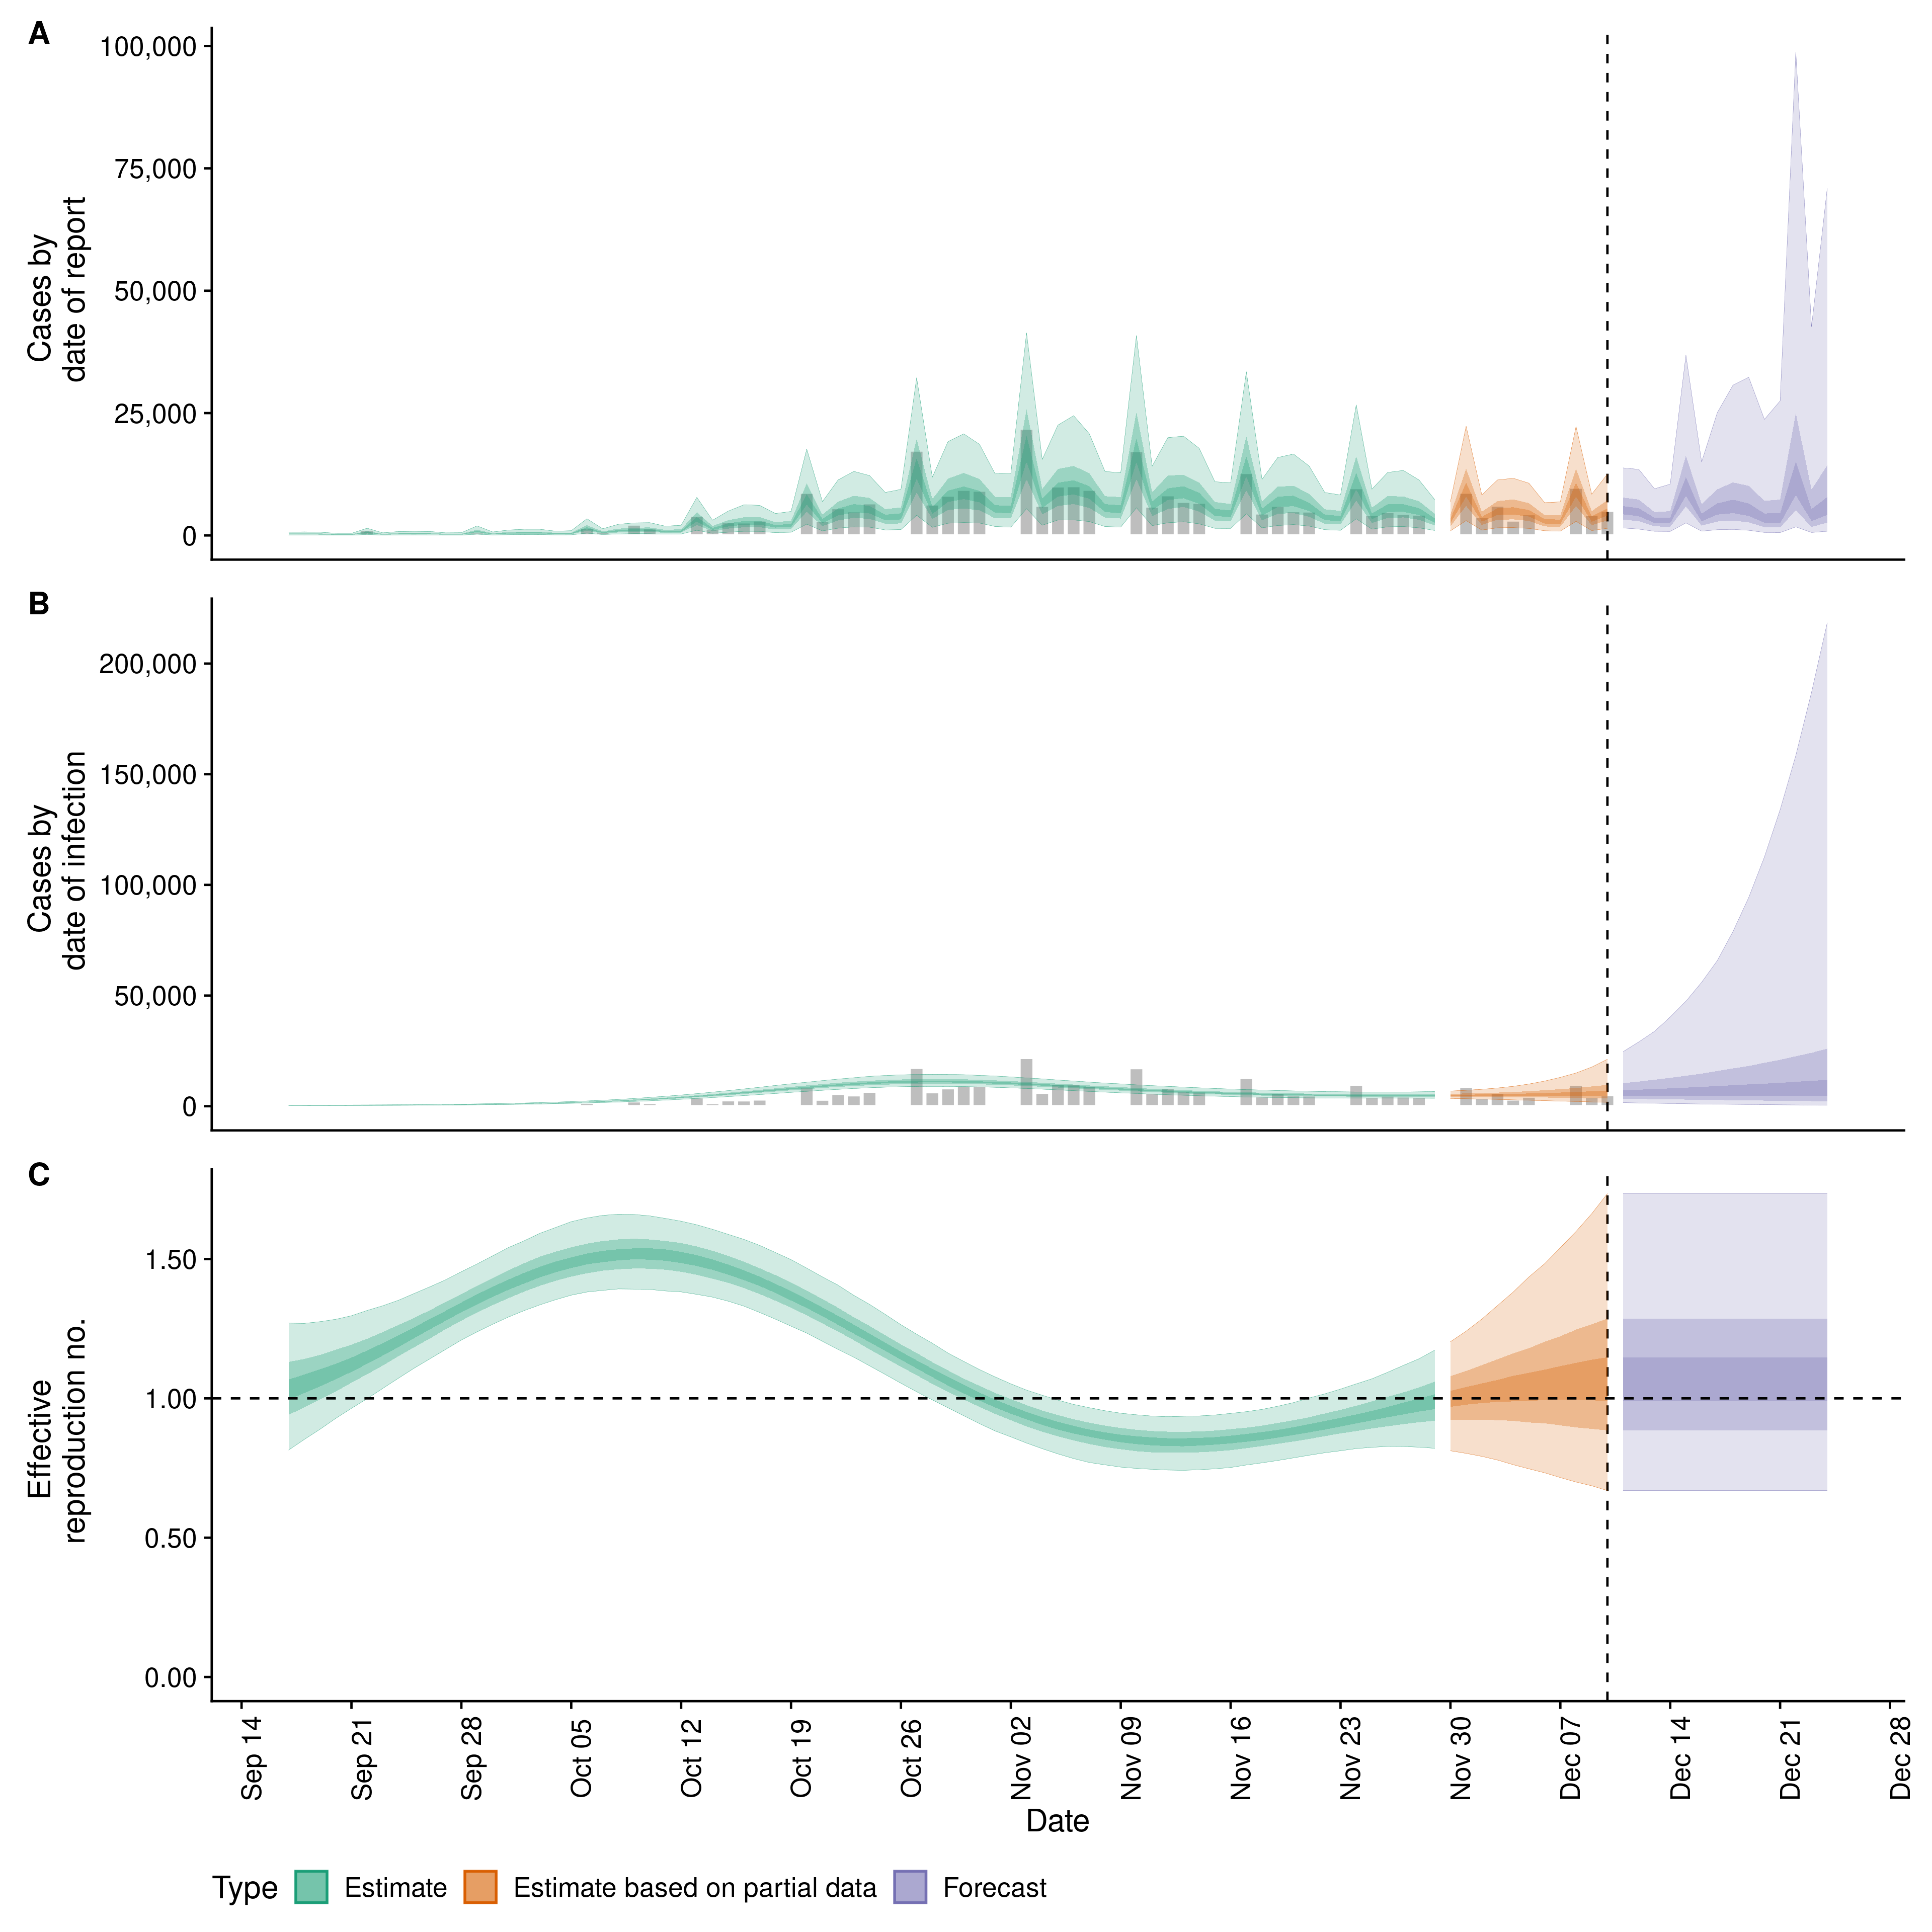 A
100,000
75,000
50,000
25,000
0
Cases by
date of report
B
200,000
150,000
100,000
50,000
0
Cases by
date of infection
C
1.50
1.00
0.50
0.00
Effective
reproduction no.
Sep 14
Sep 21
Sep 28
Oct 05
Oct 12
Oct 19
Oct 26
Nov 02
Nov 09
Nov 16
Nov 23
Nov 30
Dec 07
Dec 14
Dec 21
Dec 28
Date
Type Estimate Estimate based on partial data Forecast